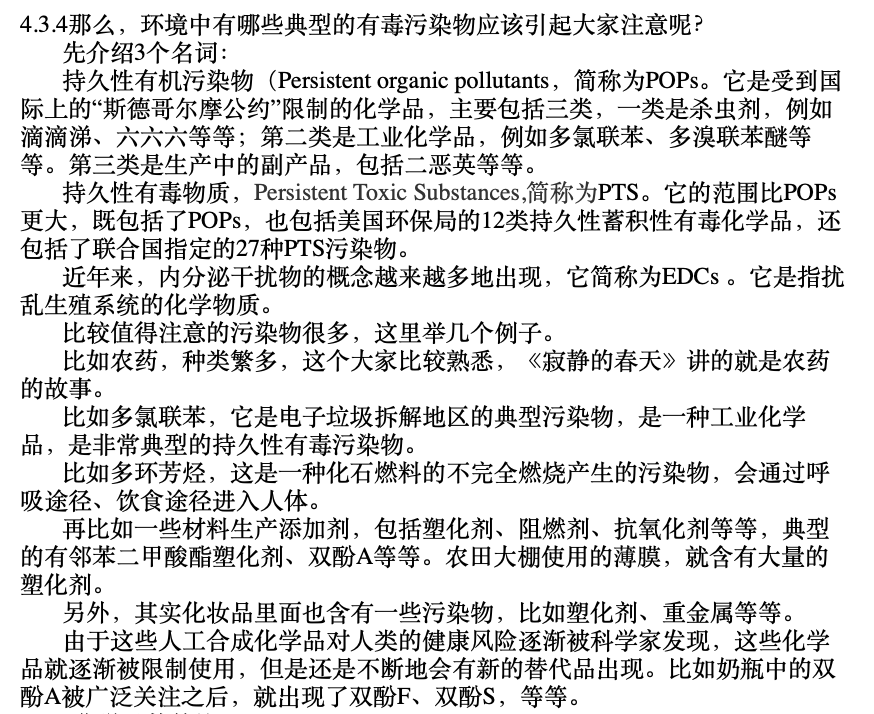 4.3.4那么，环境中有哪些典型的有毒污染物应该引起大家注意呢?
先介绍3个名词：
持久性有机污染物（Persistent organic pollutants，简称为POPs。它是受到国
际上的“斯德哥尔摩公约”限制的化学品，主要包括三类，一类是杀虫剂，例如
滴滴涕、六六六等等；第二类是工业化学品，例如多氯联苯、多溴联苯醚等
等。第三类是生产中的副产品，包括二恶英等等。
持久性有毒物质，Persistent Toxic Substances,简称为PTS。它的范围比POPs
更大，既包括了POPs，也包括美国环保局的12类持久性蓄积性有毒化学品，还
包括了联合国指定的27种PTS污染物。
近年来，内分泌干扰物的概念越来越多地出现，它简称为EDCs 。它是指扰
乱生殖系统的化学物质。
比较值得注意的污染物很多，这里举几个例子。
比如农药，种类繁多，这个大家比较熟悉，《寂静的春天》讲的就是农药
的故事。
比如多氯联苯，它是电子垃圾拆解地区的典型污染物，是一种工业化学
品，是非常典型的持久性有毒污染物。
比如多环芳烃，这是一种化石燃料的不完全燃烧产生的污染物，会通过呼
吸途径、饮食途径进入人体。
再比如一些材料生产添加剂，包括塑化剂、阻燃剂、抗氧化剂等等，典型
的有邻苯二甲酸酯塑化剂、双酚A等等。农田大棚使用的薄膜，就含有大量的
塑化剂。
另外，其实化妆品里面也含有一些污染物，比如塑化剂、重金属等等。
由于这些人工合成化学品对人类的健康风险逐渐被科学家发现，这些化学
品就逐渐被限制使用，但是还是不断地会有新的替代品出现。比如奶瓶中的双
酚A被广泛关注之后，就出现了双酚F、双酚S，等等。